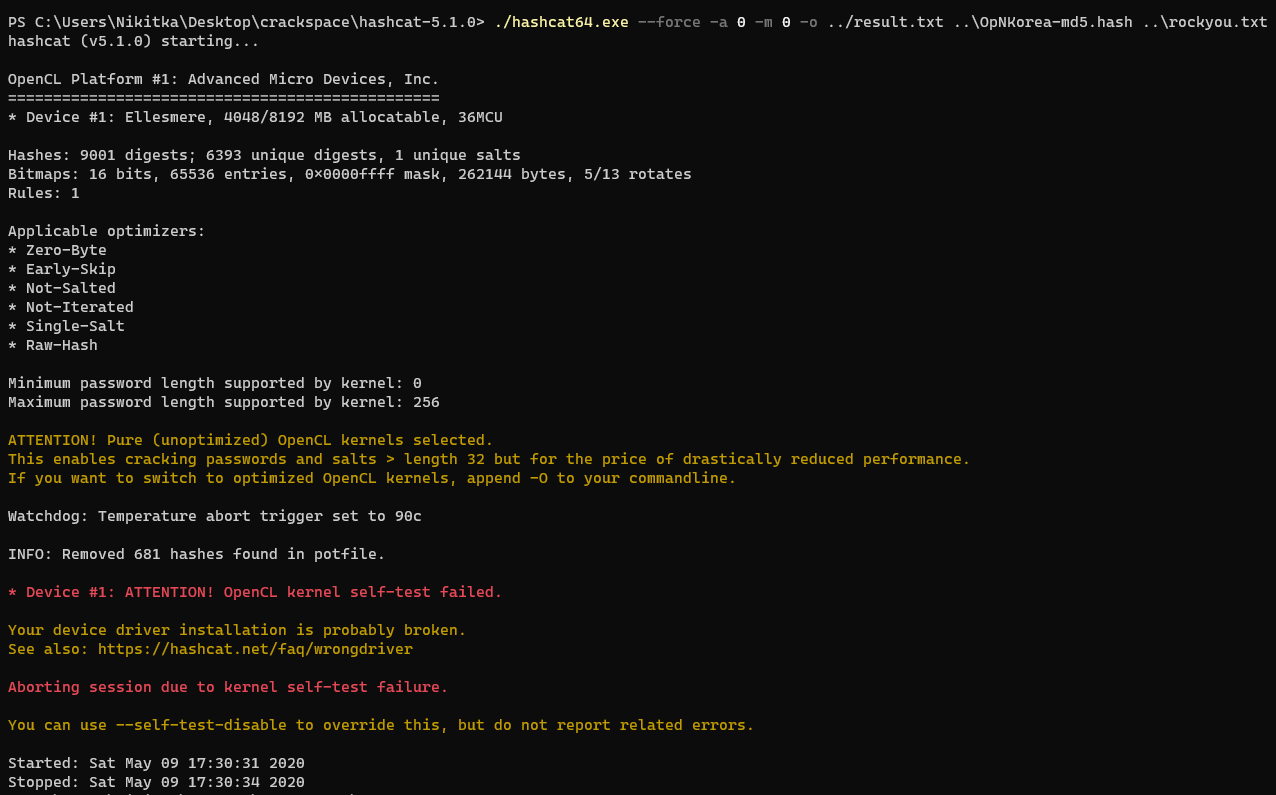 PS C:\Users\Nikitka\Desktop\crackspace\hashcat-5.1.0> ./hashcat64.exe --force -a 0 -m 0 -o ../result.txt ..\OpNKorea-md5.hash ..\rockyou.txt
hashcat (v5.1.0) starting...
OpenCL Platform #1: Advanced Micro Devices, Inc.
================================================
* Device #1: Ellesmere, 4048/8192 MB allocatable, 36MCU
Hashes: 9001 digests; 6393 unique digests, 1 unique salts
Bitmaps: 16 bits, 65536 entries, 0x0000ffff mask, 262144 bytes, 5/13 rotates
Rules: 1
Applicable optimizers:
* Zero-Byte
* Early-Skip
* Not-Salted
* Not-Iterated
* Single-Salt
* Raw-Hash
Minimum password length supported by kernel: 0
Maximum password length supported by kernel: 256
ATTENTION! Pure (unoptimized) OpenCL kernels selected.
This enables cracking passwords and salts > length 32 but for the price of drastically reduced performance.
If you want to switch to optimized OpenCL kernels, append -O to your commandline.
Watchdog: Temperature abort trigger set to 90c
INFO: Removed 681 hashes found in potfile.
* Device #1: ATTENTION! OpenCL kernel self-test failed.
Your device driver installation is probably broken.
See also: https://hashcat.net/faq/wrongdriver
Aborting session due to kernel self-test failure.
You can use --self-test-disable to override this, but do not report related errors.
Started: Sat May 09 17:30:31 2020
Stopped: Sat May 09 17:30:34 2020